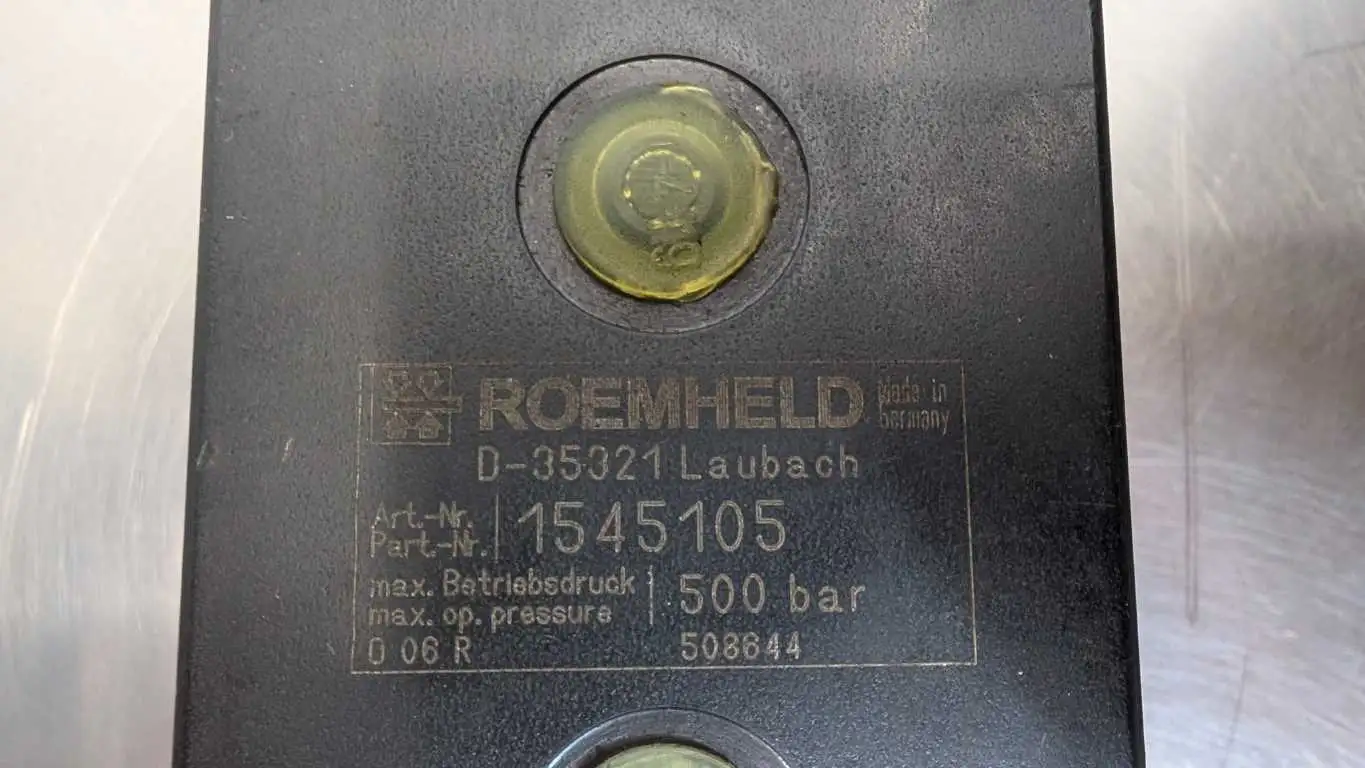 ROEMHELD Made in Germany
D-35321 Laubach
Art.-Nr.
Part.-Nr. 1545105
max. Betriebsdruck
max. op. pressure 500 bar
0 06 R 508644